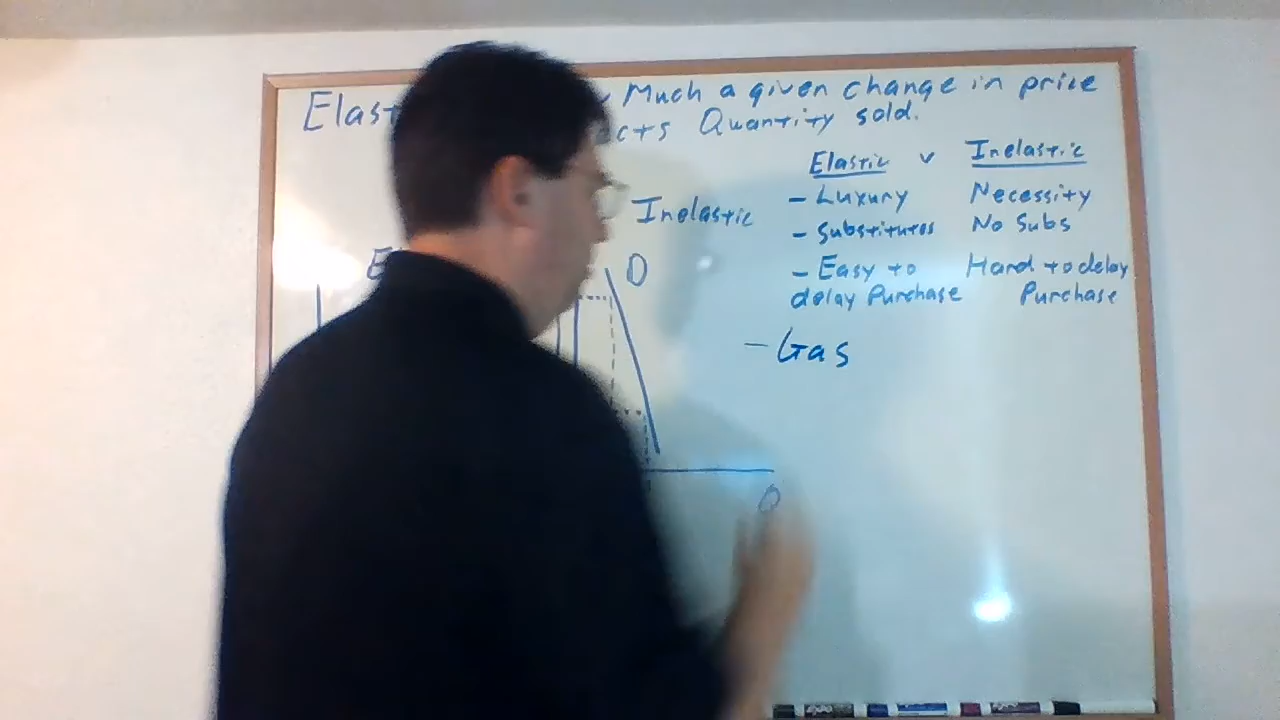 Elast Much a given change in price
acts Quantity sold.
Elastic v Inelastic
- Luxury Necessity
- Substitutes No Subs
- Easy to delay Purchase Hard to delay Purchase
- Gas
Inelastic
E
D
Q